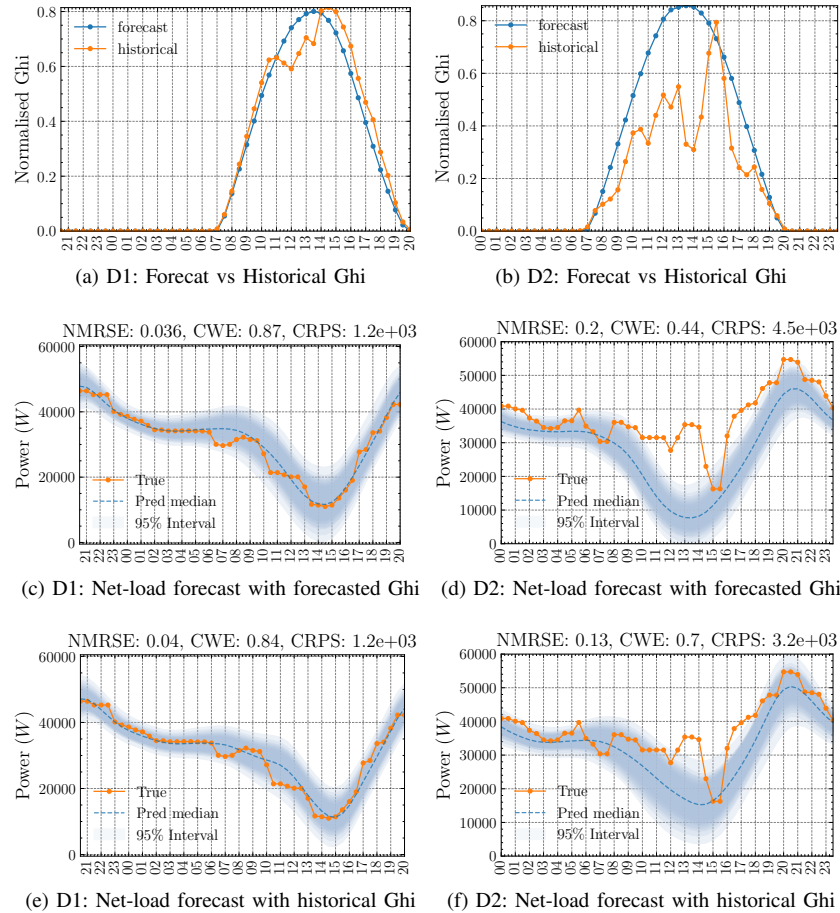 Normalised Ghi
0.8
0.6
0.4
0.2
0.0
forecast
historical
21 22 23 00 01 02 03 04 05 06 07 08 09 10 11 12 13 14 15 16 17 18 19 20
(a) D1: Forecat vs Historical Ghi
Normalised Ghi
0.8
0.6
0.4
0.2
0.0
forecast
historical
00 01 02 03 04 05 06 07 08 09 10 11 12 13 14 15 16 17 18 19 20 21 22 23
(b) D2: Forecat vs Historical Ghi
NMRSE: 0.036, CWE: 0.87, CRPS: 1.2e+03
Power (W)
60000
40000
20000
0
True
Pred median
95% Interval
21 22 23 00 01 02 03 04 05 06 07 08 09 10 11 12 13 14 15 16 17 18 19 20
(c) D1: Net-load forecast with forecasted Ghi
NMRSE: 0.2, CWE: 0.44, CRPS: 4.5e+03
Power (W)
60000
50000
40000
30000
20000
10000
0
True
Pred median
95% Interval
00 01 02 03 04 05 06 07 08 09 10 11 12 13 14 15 16 17 18 19 20 21 22 23
(d) D2: Net-load forecast with forecasted Ghi
NMRSE: 0.04, CWE: 0.84, CRPS: 1.2e+03
Power (W)
60000
40000
20000
0
True
Pred median
95% Interval
21 22 23 00 01 02 03 04 05 06 07 08 09 10 11 12 13 14 15 16 17 18 19 20
(e) D1: Net-load forecast with historical Ghi
NMRSE: 0.13, CWE: 0.7, CRPS: 3.2e+03
Power (W)
60000
50000
40000
30000
20000
10000
0
True
Pred median
95% Interval
00 01 02 03 04 05 06 07 08 09 10 11 12 13 14 15 16 17 18 19 20 21 22 23
(f) D2: Net-load forecast with historical Ghi